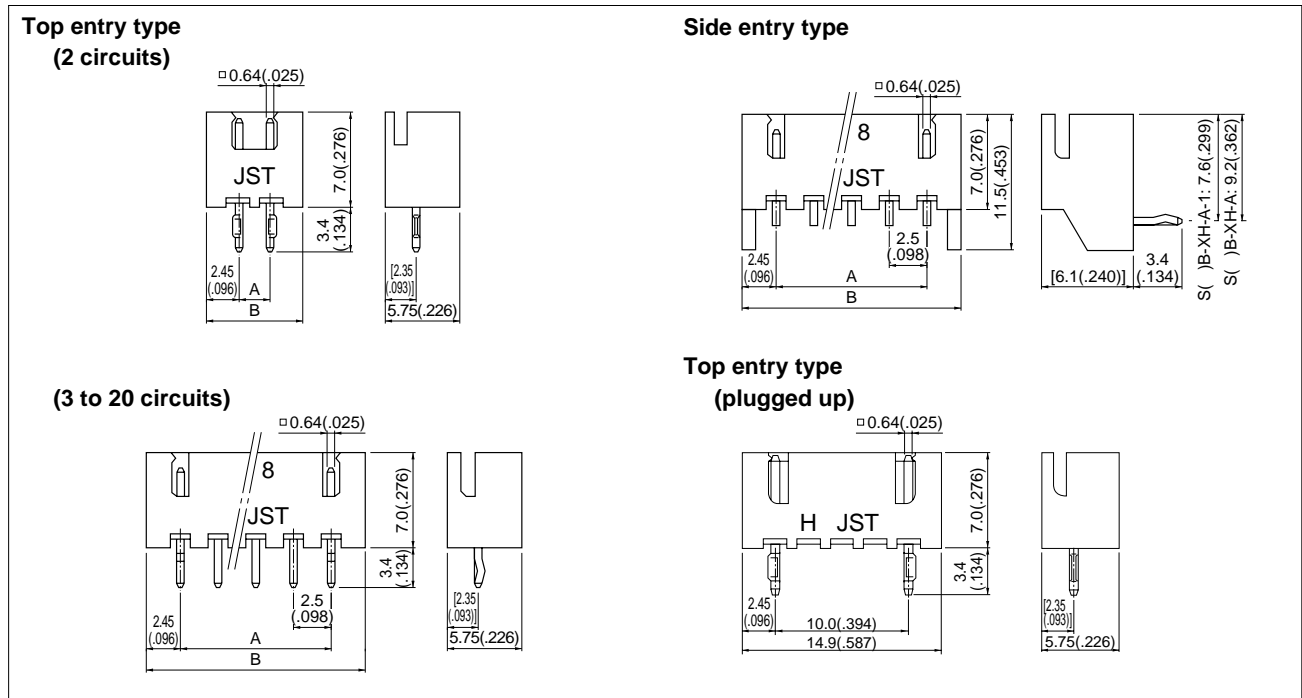 Top entry type
(2 circuits)
□0.64(.025)
JST
7.0(.276)
3.4
(.134)
2.45
(.096)
A
B
[2.35
(.093)]
5.75(.226)
Side entry type
□0.64(.025)
8
JST
7.0(.276)
11.5(.453)
2.5
(.098)
2.45
(.096)
A
B
[6.1(.240)]
3.4
(.134)
S( )B-XH-A-1: 7.6(.299)
S( )B-XH-A: 9.2(.362)
(3 to 20 circuits)
□0.64(.025)
8
JST
7.0(.276)
3.4
(.134)
2.5
(.098)
2.45
(.096)
A
B
[2.35
(.093)]
5.75(.226)
Top entry type
(plugged up)
□0.64(.025)
H JST
7.0(.276)
3.4
(.134)
2.45
(.096)
10.0(.394)
14.9(.587)
[2.35
(.093)]
5.75(.226)